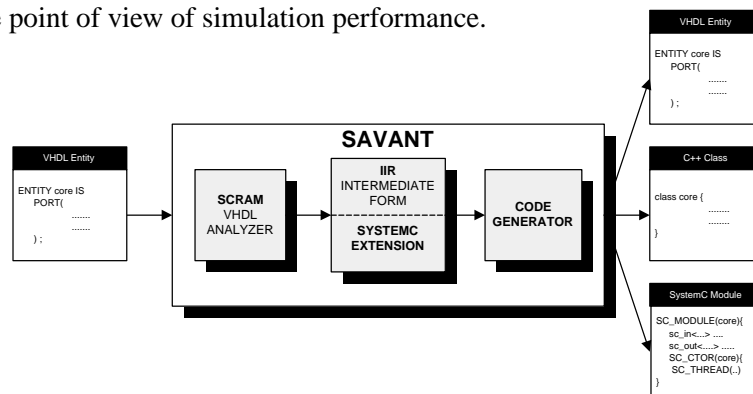 point of view of simulation performance.
VHDL Entity
ENTITY core IS
PORT(
.......
.......
) ;
SAVANT
SCRAM
VHDL
ANALYZER
IIR
INTERMEDIATE
FORM
SYSTEMC
EXTENSION
CODE
GENERATOR
VHDL Entity
ENTITY core IS
PORT(
.......
.......
) ;
C++ Class
class core {
........
........
}
SystemC Module
SC_MODULE(core){
sc_in<...> ....
sc_out<....> .....
SC_CTOR(core){
SC_THREAD(..)
}